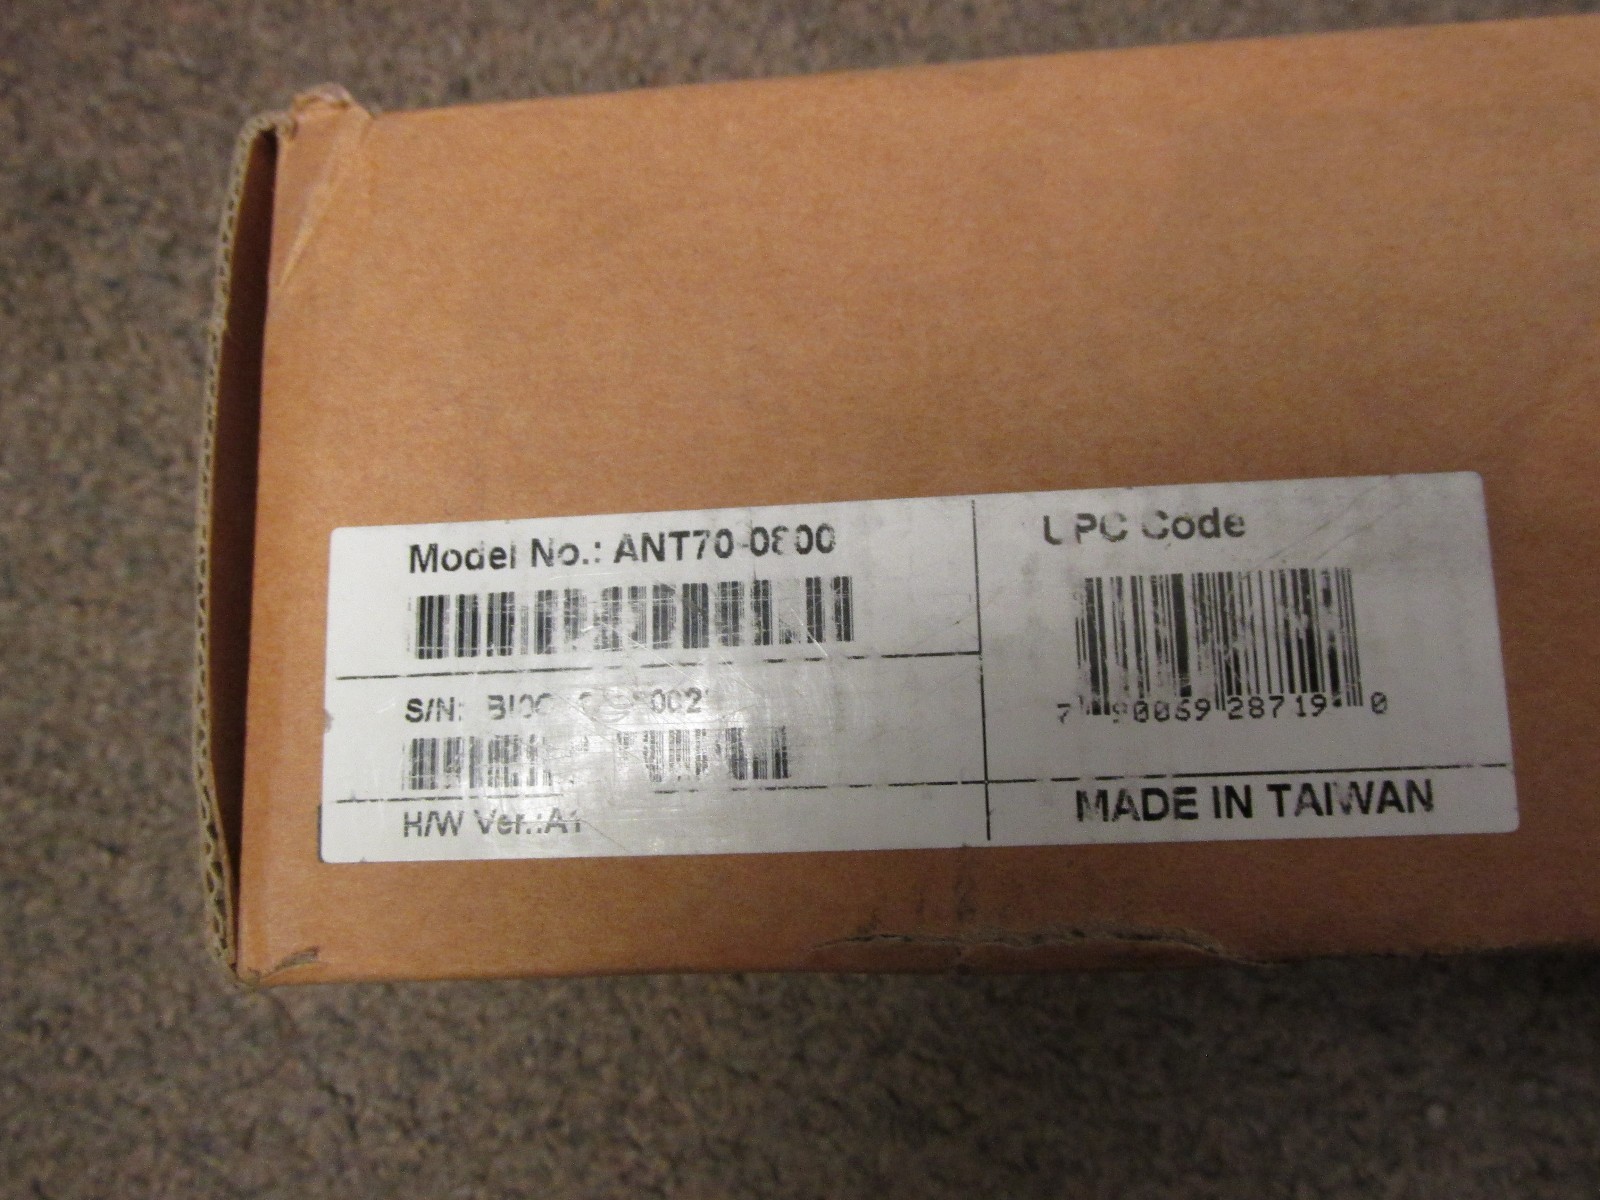 Model No.: ANT70-0800
S/N:
H/W Ver.:A1
UPC Code
MADE IN TAIWAN